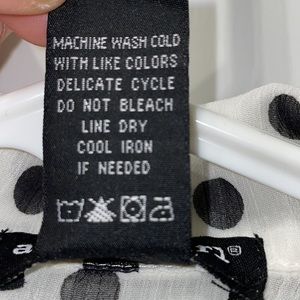 MACHINE WASH COLD
WITH LIKE COLORS
DELICATE CYCLE
DO NOT BLEACH
LINE DRY
COOL IRON
IF NEEDED